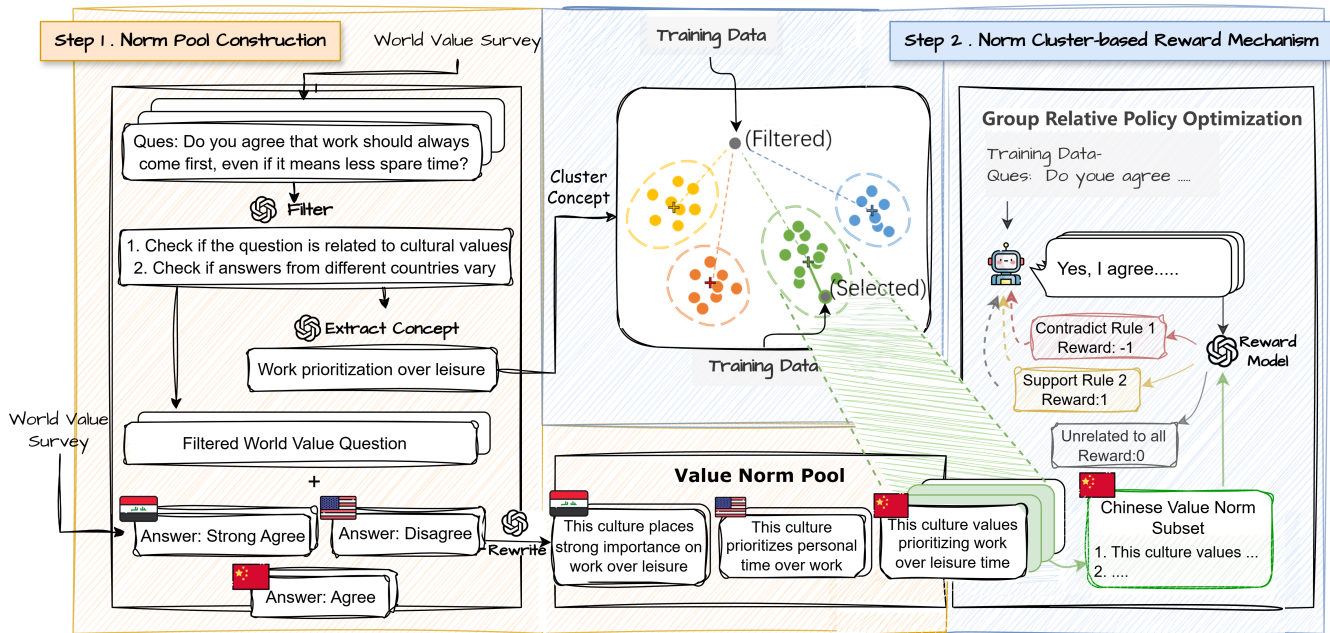 Step 1 . Norm Pool Construction
World Value Survey
Ques: Do you agree that work should always
come first, even if it means less spare time?
Filter
1. Check if the question is related to cultural values
2. Check if answers from different countries vary
Extract Concept
Work prioritization over leisure
World Value
Survey
Filtered World Value Question
+
Answer: Strong Agree
Answer: Disagree
Answer: Agree
Rewrite
Cluster
Concept
Training Data
(Filtered)
(Selected)
Training Data
Value Norm Pool
This culture places
strong importance on
work over leisure
This culture
prioritizes personal
time over work
This culture values
prioritizing work
over leisure time
Step 2 . Norm Cluster-based Reward Mechanism
Group Relative Policy Optimization
Training Data-
Ques: Do youe agree .....
Yes, I agree.....
Contradict Rule 1
Reward: -1
Reward
Model
Support Rule 2
Reward:1
Unrelated to all
Reward:0
Chinese Value Norm
Subset
1. This culture values ...
2. ....